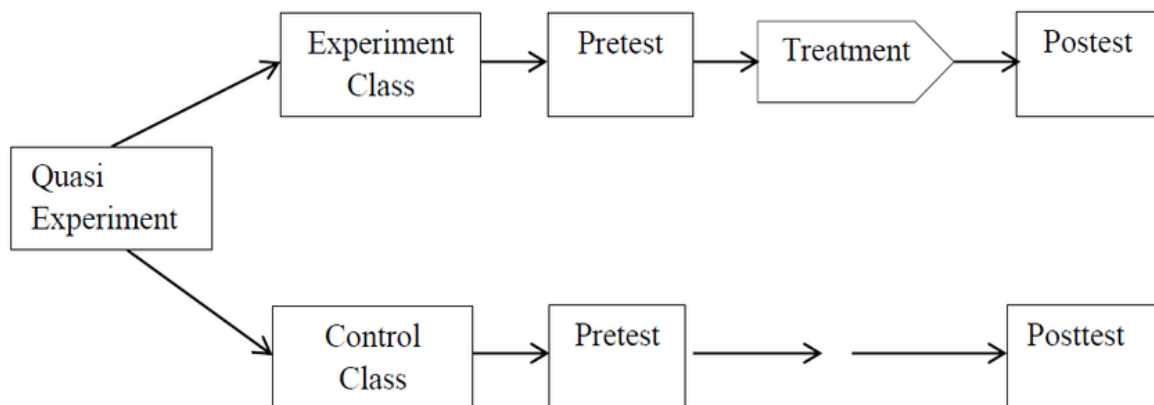 Experiment
Class
Pretest
Treatment
Postest
Quasi
Experiment
Control
Class
Pretest
Posttest